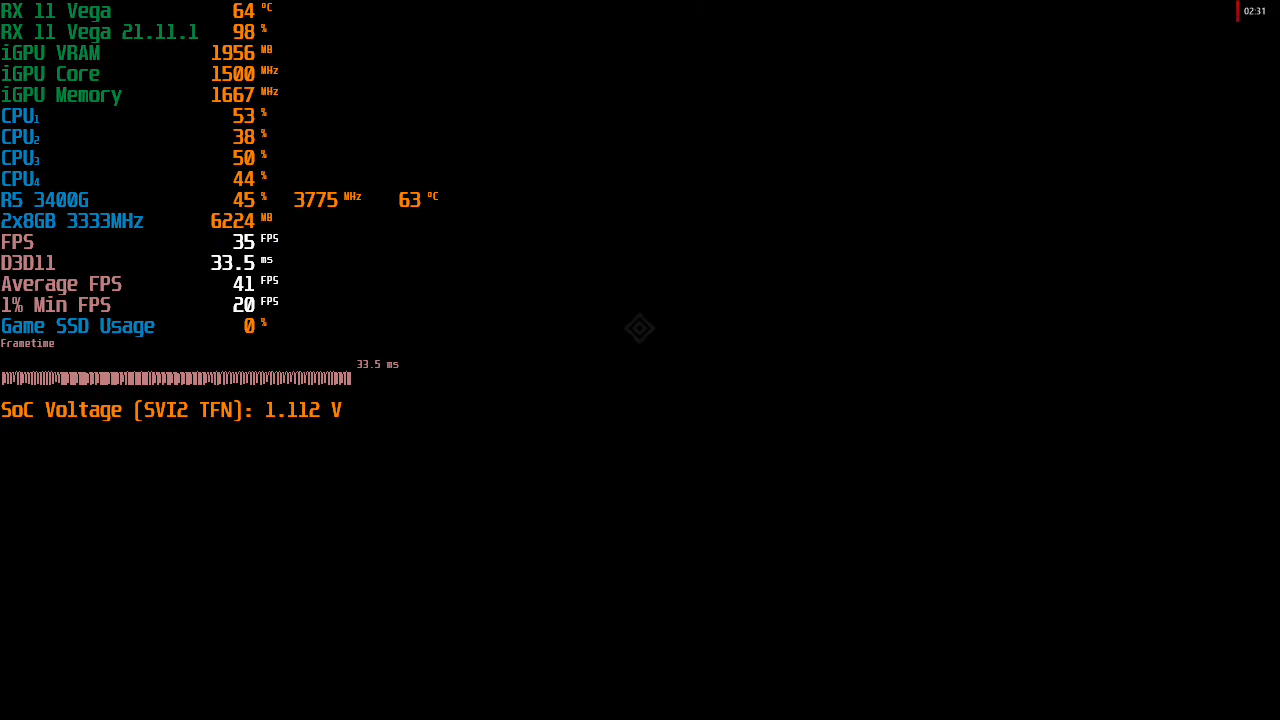 RX 11 Vega 64 °C
RX 11 Vega 21.11.1 98 %
iGPU VRAM 1956 MB
iGPU Core 1500 MHz
iGPU Memory 1667 MHz
CPU1 53 %
CPU2 38 %
CPU3 50 %
CPU4 44 %
R5 3400G 45 % 3775 MHz 63 °C
2x8GB 3333MHz 6224 MB
FPS 35 FPS
D3D11 33.5 ms
Average FPS 41 FPS
1% Min FPS 20 FPS
Game SSD Usage 0 %
Frametime
33.5 ms
SoC Voltage (SVI2 TFN): 1.112 V
02:31